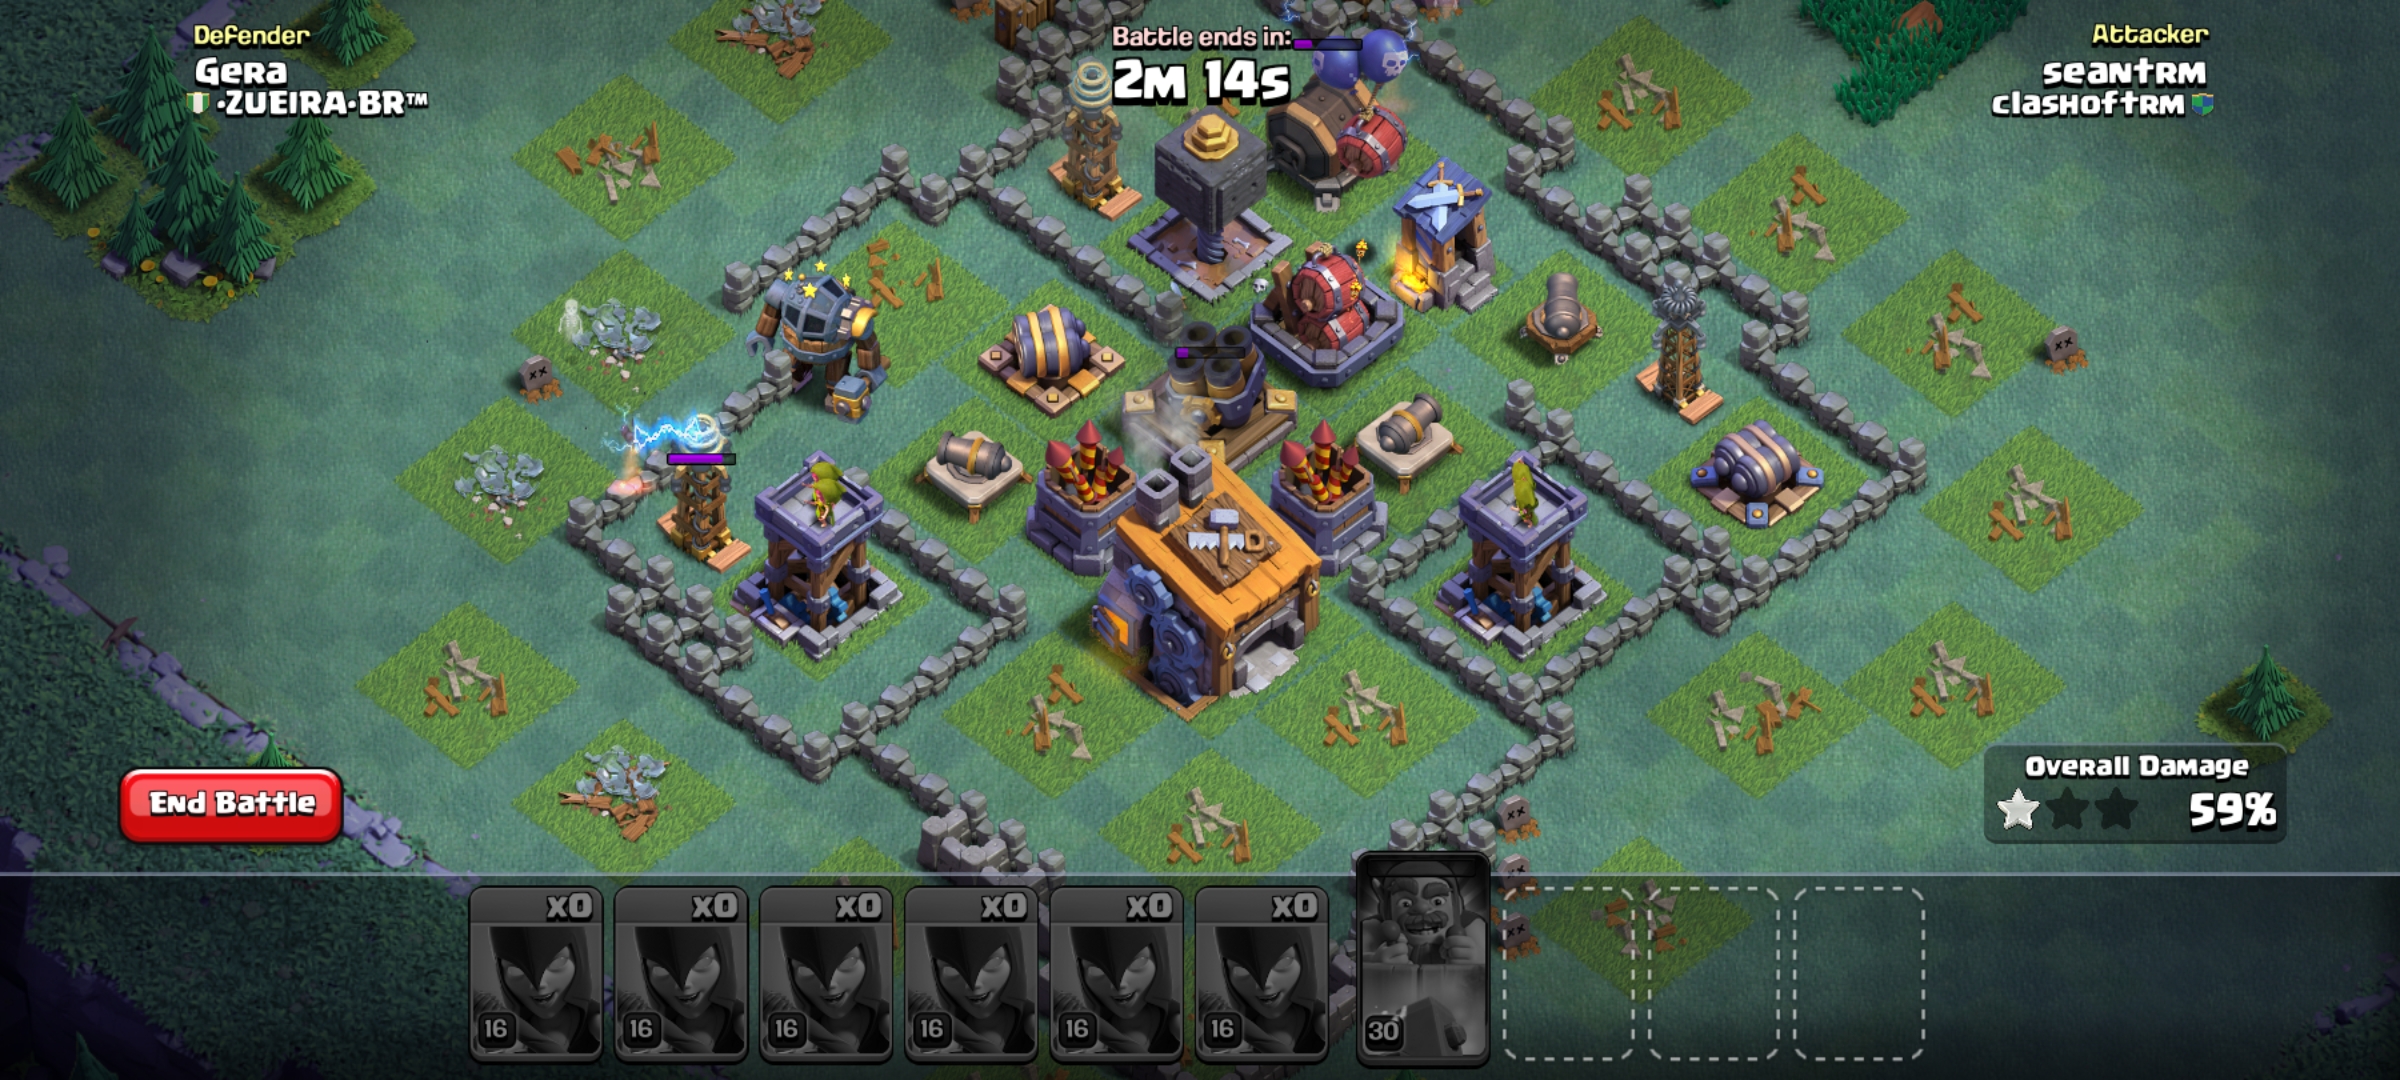 Defender
Gera
•ZUEIRA•BR™
Battle ends in:
2M 14s
Attacker
seantrm
clashoftrm
End Battle
Overall Damage
59%
x0
x0
x0
x0
x0
x0
16
16
16
16
16
16
30